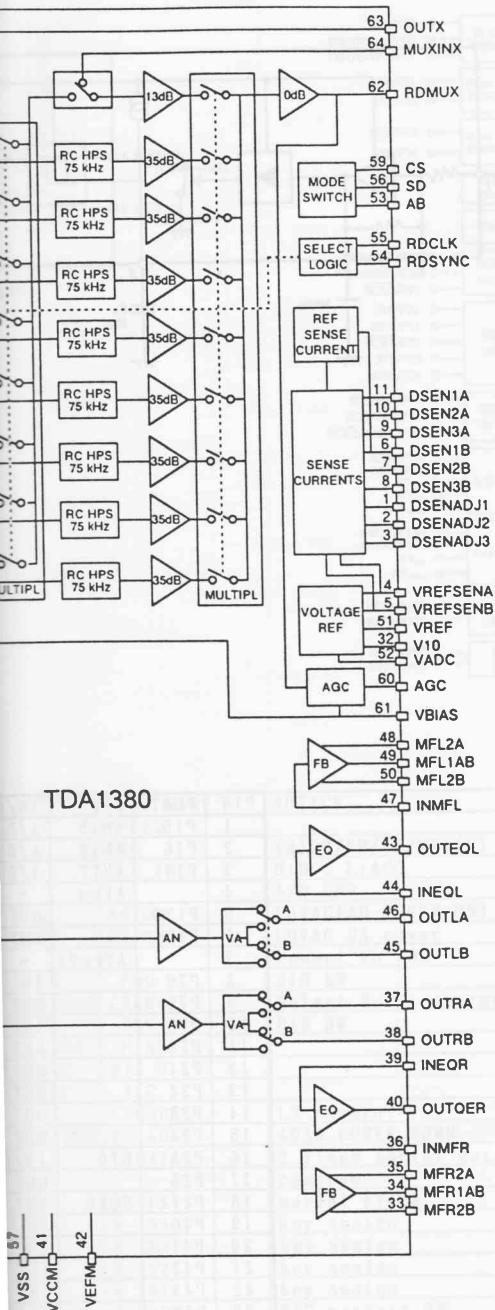 63 OUTX
64 MUXINX
13dB
0dB
62 RDMUX
RC HPS
75 kHz
35dB
59 CS
MODE
SWITCH
56 SD
53 AB
RC HPS
75 kHz
35dB
55 RDCLK
SELECT
LOGIC
54 RDSYNC
RC HPS
75 kHz
35dB
REF
SENSE
CURRENT
RC HPS
75 kHz
35dB
11 DSEN1A
10 DSEN2A
9 DSEN3A
RC HPS
75 kHz
35dB
6 DSEN1B
7 DSEN2B
8 DSEN3B
SENSE
CURRENTS
RC HPS
75 kHz
35dB
1 DSENADJ1
2 DSENADJ2
3 DSENADJ3
RC HPS
75 kHz
35dB
RC HPS
75 kHz
35dB
ULTIPL
MULTIPL
4 VREFSENA
5 VREFSENB
VOLTAGE
REF
51 VREF
32 V10
52 VADC
AGC
60 AGC
61 VBIAS
48 MFL2A
FB
49 MFL1AB
50 MFL2B
47 INMFL
TDA1380
EQ
43 OUTEQL
44 INEQL
46 OUTLA
A
AN
VA
B
45 OUTLB
37 OUTRA
A
AN
VA
B
38 OUTRB
39 INEQR
EQ
40 OUTQER
36 INMFR
35 MFR2A
FB
34 MFR1AB
33 MFR2B
57 VSS
41 VCCM
42 VEFM